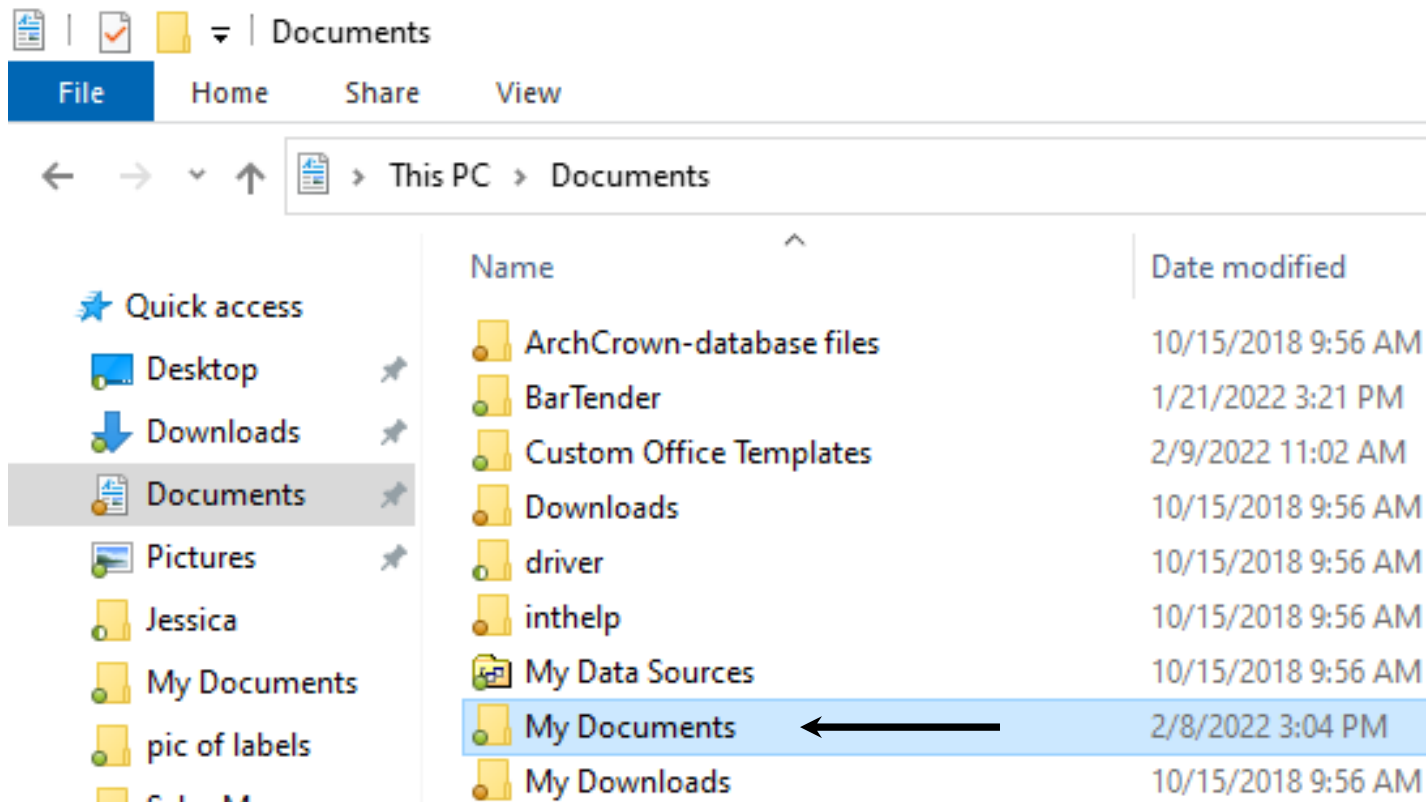 Documents
File Home Share View
This PC > Documents
Name Date modified
Quick access
Desktop
Downloads
Documents
Pictures
Jessica
My Documents
pic of labels
ArchCrown-database files 10/15/2018 9:56 AM
BarTender 1/21/2022 3:21 PM
Custom Office Templates 2/9/2022 11:02 AM
Downloads 10/15/2018 9:56 AM
driver 10/15/2018 9:56 AM
inthelp 10/15/2018 9:56 AM
My Data Sources 10/15/2018 9:56 AM
My Documents 2/8/2022 3:04 PM
My Downloads 10/15/2018 9:56 AM